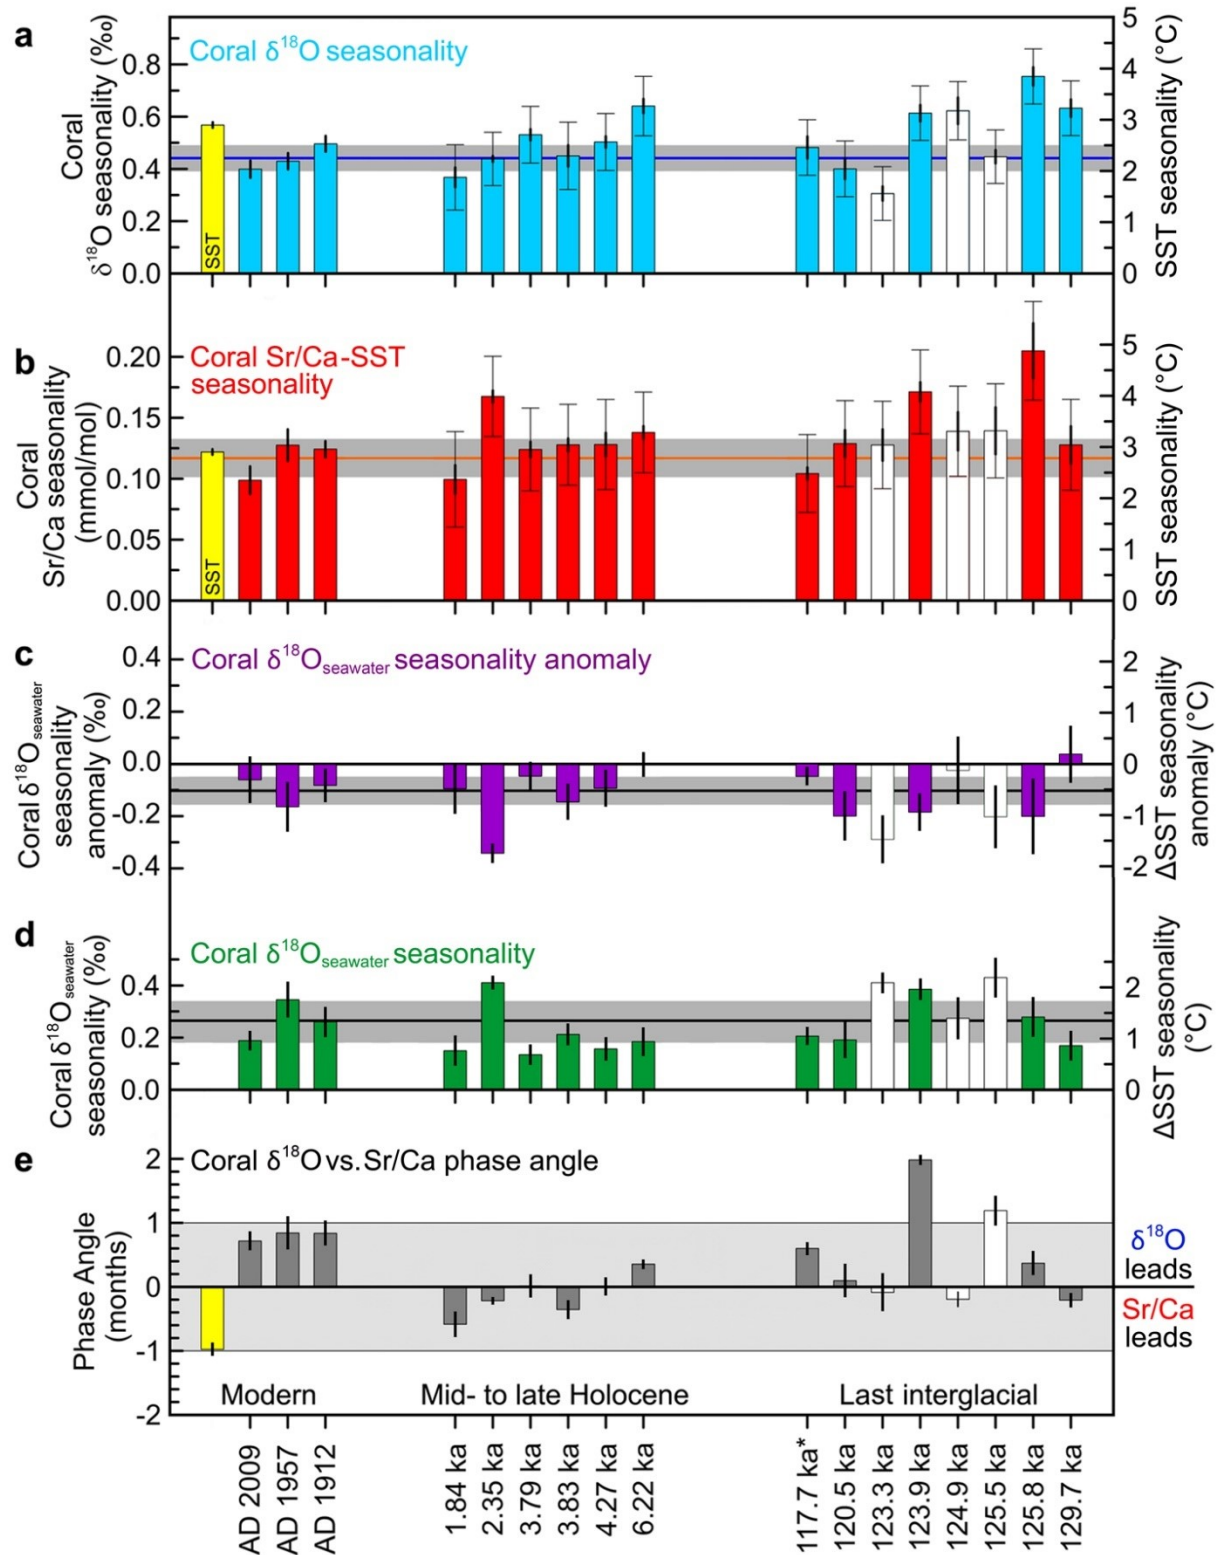 a
Coral δ18O seasonality
Coral
δ18O seasonality (‰)
0.8
0.6
0.4
0.2
0.0
SST
5
4
3
2
1
0
SST seasonality (°C)
b
Coral Sr/Ca-SST
seasonality
Coral
Sr/Ca seasonality
(mmol/mol)
0.20
0.15
0.10
0.05
0.00
SST
5
4
3
2
1
0
SST seasonality (°C)
c
Coral δ18Oseawater seasonality anomaly
Coral δ18Oseawater
seasonality
anomaly (‰)
0.4
0.2
0.0
-0.2
-0.4
2
1
0
-1
-2
ΔSST seasonality
anomaly (°C)
d
Coral δ18Oseawater seasonality
Coral δ18Oseawater
seasonality (‰)
0.4
0.2
0.0
2
1
0
ΔSST seasonality
(°C)
e
Coral δ18O vs. Sr/Ca phase angle
Phase Angle
(months)
2
1
0
-1
-2
δ18O
leads
Sr/Ca
leads
Modern
Mid- to late Holocene
Last interglacial
AD 2009
AD 1957
AD 1912
1.84 ka
2.35 ka
3.79 ka
3.83 ka
4.27 ka
6.22 ka
117.7 ka*
120.5 ka
123.3 ka
123.9 ka
124.9 ka
125.5 ka
125.8 ka
129.7 ka